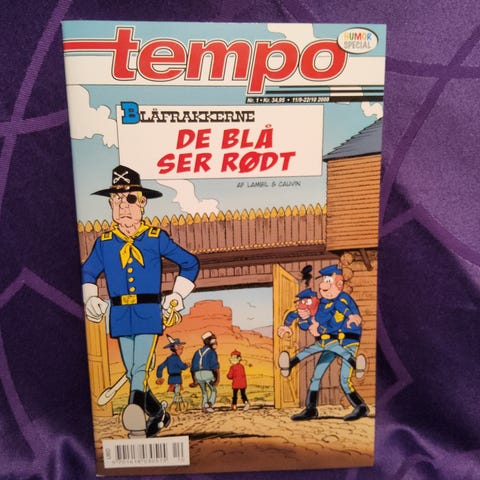 HUMOR
SPECIAL
tempo
Nr. 1 • Kr. 34,95 • 11/9-22/10 2008
BLÅFRAKKERNE
DE BLÅ
SER RØDT
AF LAMBIL & CAUVIN